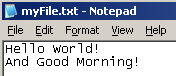 myFile.txt - Notepad
File Edit Format View Help
Hello World!
And Good Morning!